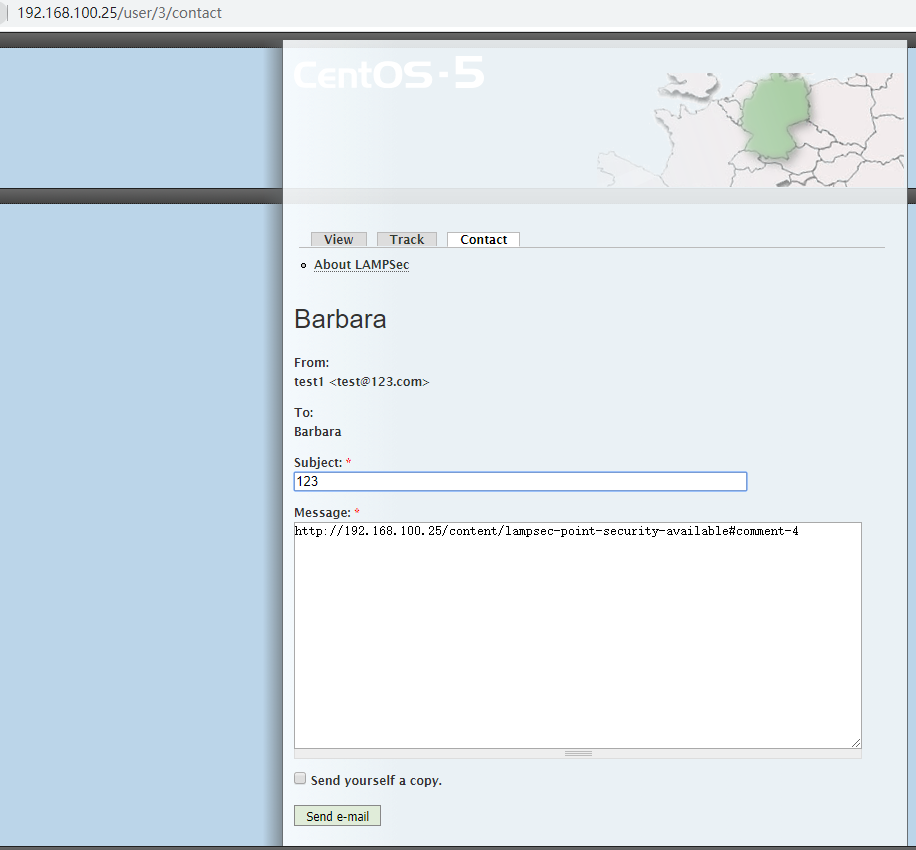 192.168.100.25/user/3/contact
CentOS-5
View Track Contact
About LAMPSec
Barbara
From:
test1 <test@123.com>
To:
Barbara
Subject: *
123
Message: *
http://192.168.100.25/content/lampsec-point-security-available#comment-4
Send yourself a copy.
Send e-mail